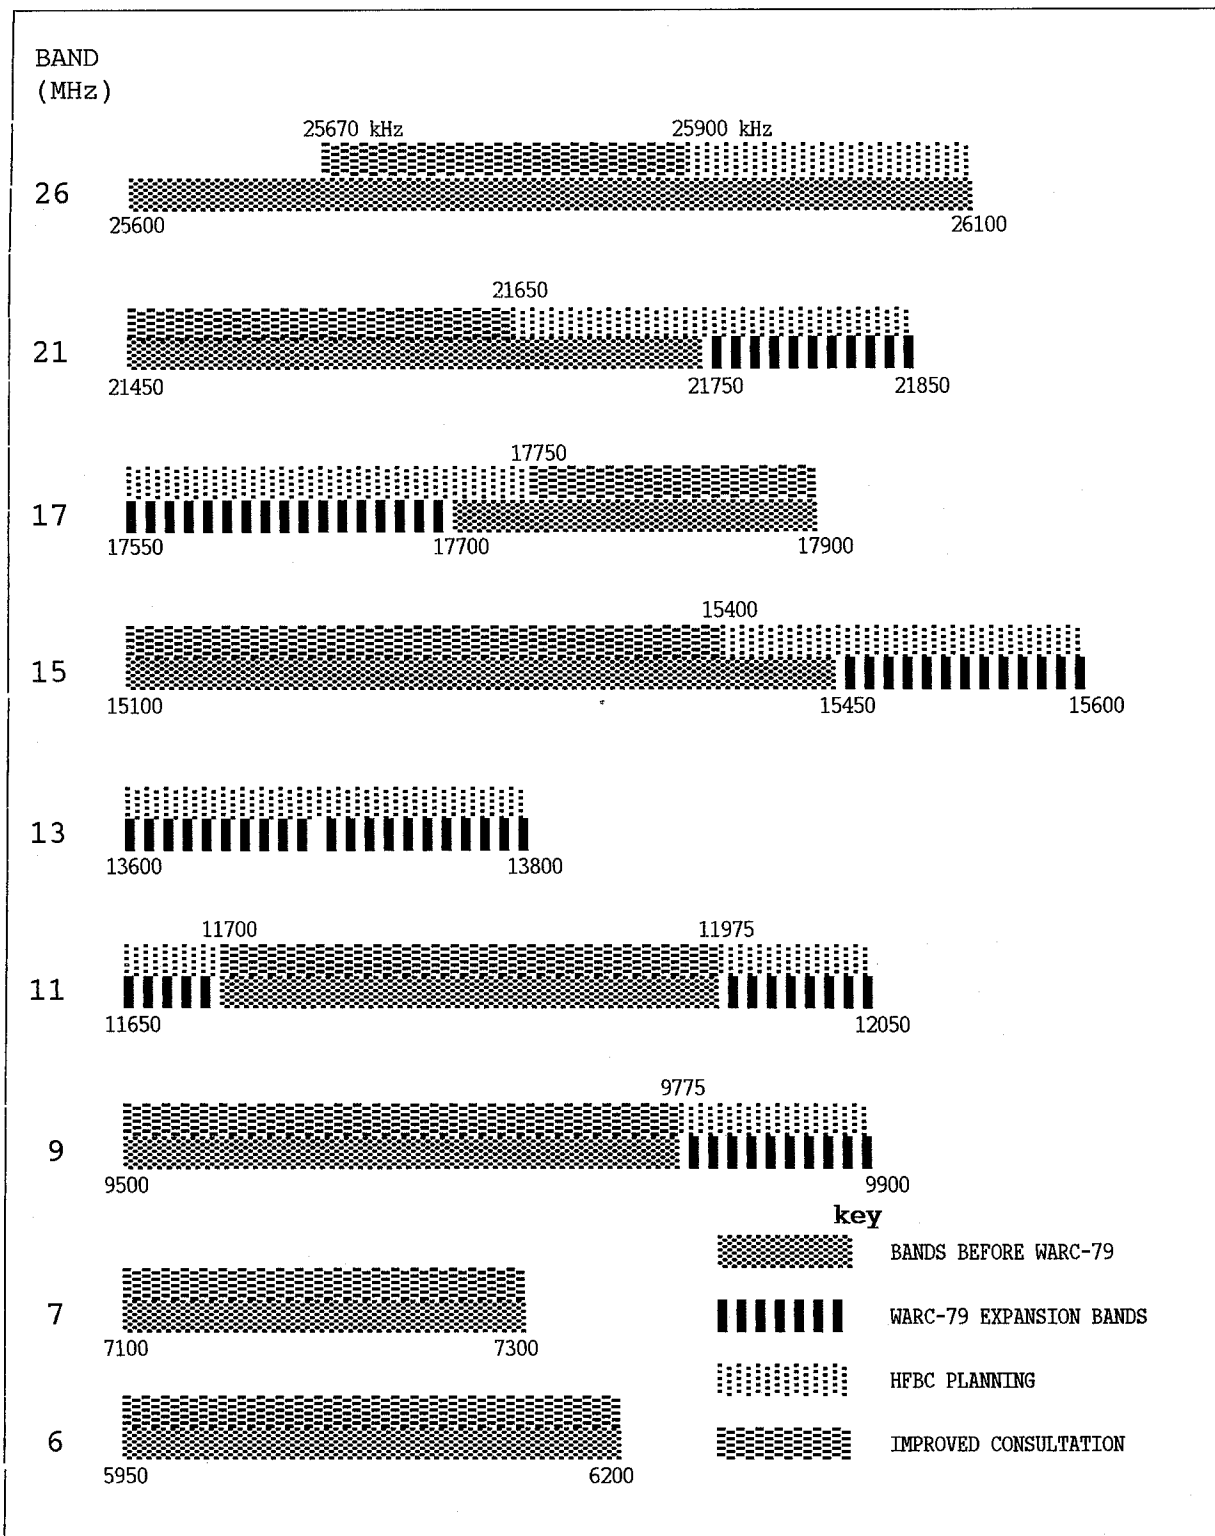 BAND
(MHz)
25670 kHz 25900 kHz
26
25600 26100
21650
21
21450 21750 21850
17750
17
17550 17700 17900
15400
15
15100 15450 15600
13
13600 13800
11700 11975
11
11650 12050
9775
9
9500 9900
key
BANDS BEFORE WARC-79
7
WARC-79 EXPANSION BANDS
7100 7300
HFBC PLANNING
6
IMPROVED CONSULTATION
5950 6200